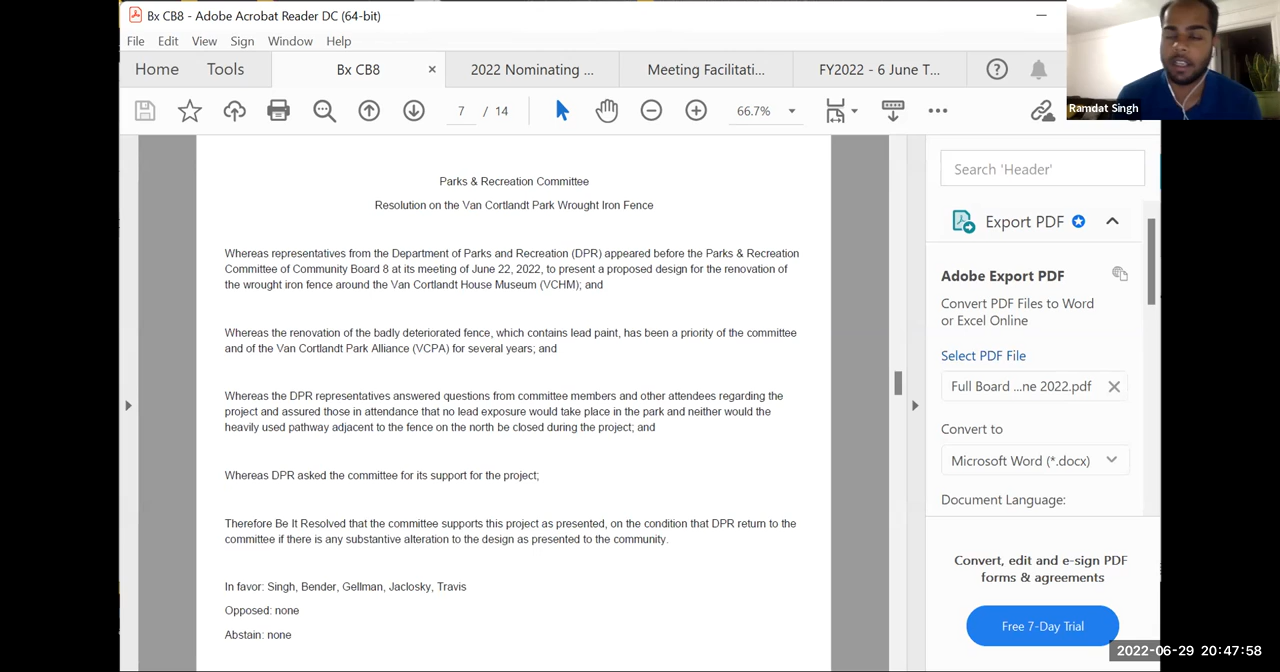 Bx CB8 - Adobe Acrobat Reader DC (64-bit)
File Edit View Sign Window Help
Home Tools Bx CB8 × 2022 Nominating ... Meeting Facilitati... FY2022 - 6 June T...
7 / 14 66.7%
Ramdat Singh
Parks & Recreation Committee
Resolution on the Van Cortlandt Park Wrought Iron Fence
Whereas representatives from the Department of Parks and Recreation (DPR) appeared before the Parks & Recreation
Committee of Community Board 8 at its meeting of June 22, 2022, to present a proposed design for the renovation of
the wrought iron fence around the Van Cortlandt House Museum (VCHM); and
Whereas the renovation of the badly deteriorated fence, which contains lead paint, has been a priority of the committee
and of the Van Cortlandt Park Alliance (VCPA) for several years; and
Whereas the DPR representatives answered questions from committee members and other attendees regarding the
project and assured those in attendance that no lead exposure would take place in the park and neither would the
heavily used pathway adjacent to the fence on the north be closed during the project; and
Whereas DPR asked the committee for its support for the project;
Therefore Be It Resolved that the committee supports this project as presented, on the condition that DPR return to the
committee if there is any substantive alteration to the design as presented to the community.
In favor: Singh, Bender, Gellman, Jaclosky, Travis
Opposed: none
Abstain: none
Search 'Header'
Export PDF
Adobe Export PDF
Convert PDF Files to Word
or Excel Online
Select PDF File
Full Board ...ne 2022.pdf
Convert to
Microsoft Word (*.docx)
Document Language:
Convert, edit and e-sign PDF
forms & agreements
Free 7-Day Trial
2022-06-29 20:47:58